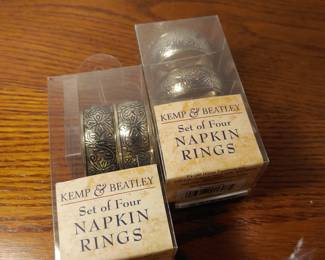 KEMP & BEATLEY
Set of Four
NAPKIN
RINGS
KEMP & BEATLEY
Set of Four
NAPKIN
RINGS